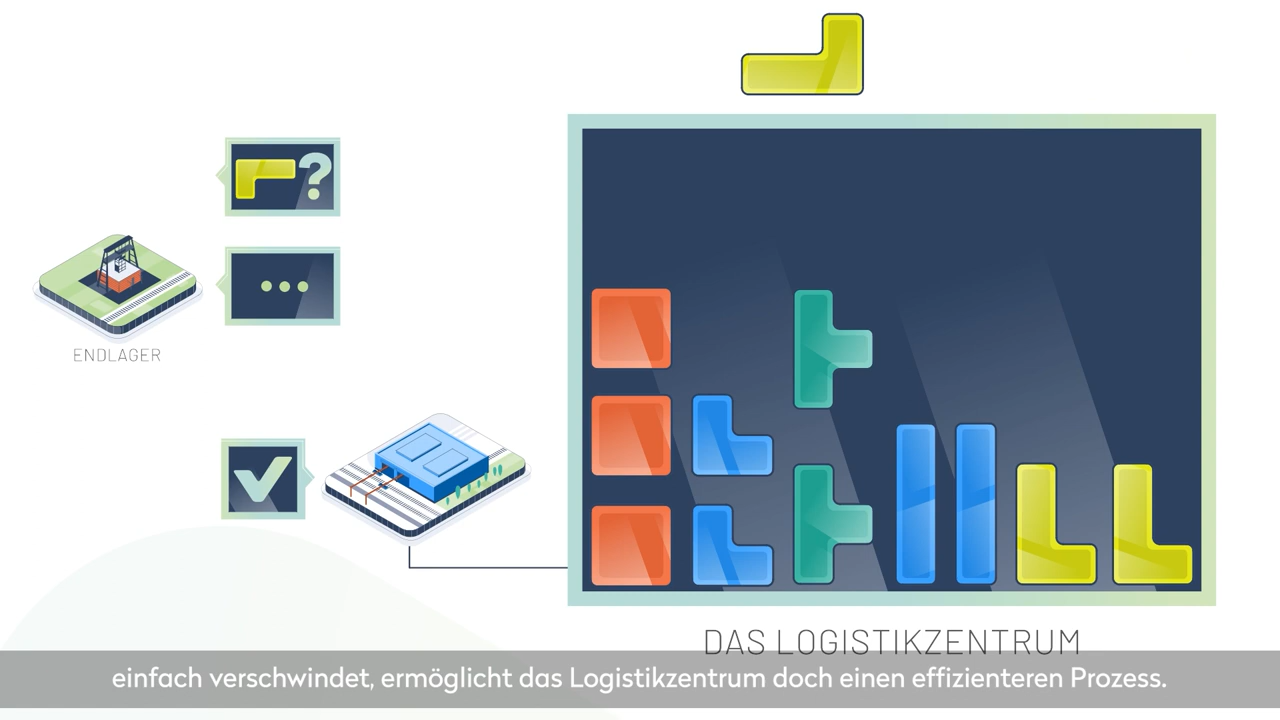 ?
ENDLAGER
DAS LOGISTIKZENTRUM
einfach verschwindet, ermöglicht das Logistikzentrum doch einen effizienteren Prozess.